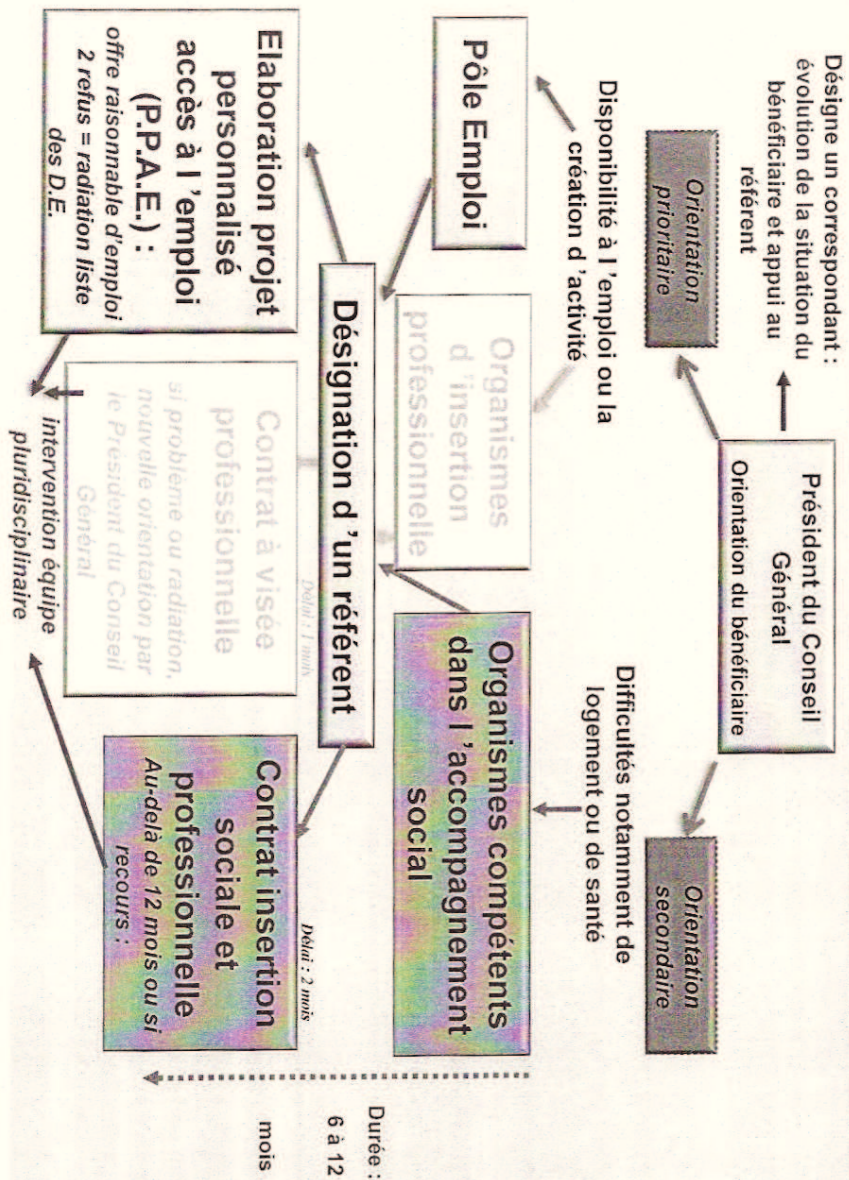 Président du Conseil
Général
Orientation du bénéficiaire
Désigne un correspondant :
évolution de la situation du
bénéficiaire et appui au
référent
Orientation
prioritaire
Orientation
secondaire
Disponibilité à l 'emploi ou la
création d 'activité
Difficultés notamment de
logement ou de santé
Pôle Emploi
Organismes
d 'insertion
professionnelle
Organismes compétents
dans l 'accompagnement
social
Durée :
6 à 12
mois
Désignation d 'un référent
Délai : 1 mois
Délai : 2 mois
Elaboration projet
personnalisé
accès à l 'emploi
(P.P.A.E.) :
offre raisonnable d'emploi
2 refus = radiation liste
des D.E.
Contrat à visée
professionnelle
si problème ou radiation,
nouvelle orientation par
le Président du Conseil
Général
Contrat insertion
sociale et
professionnelle
Au-delà de 12 mois ou si
recours :
intervention équipe
pluridisciplinaire